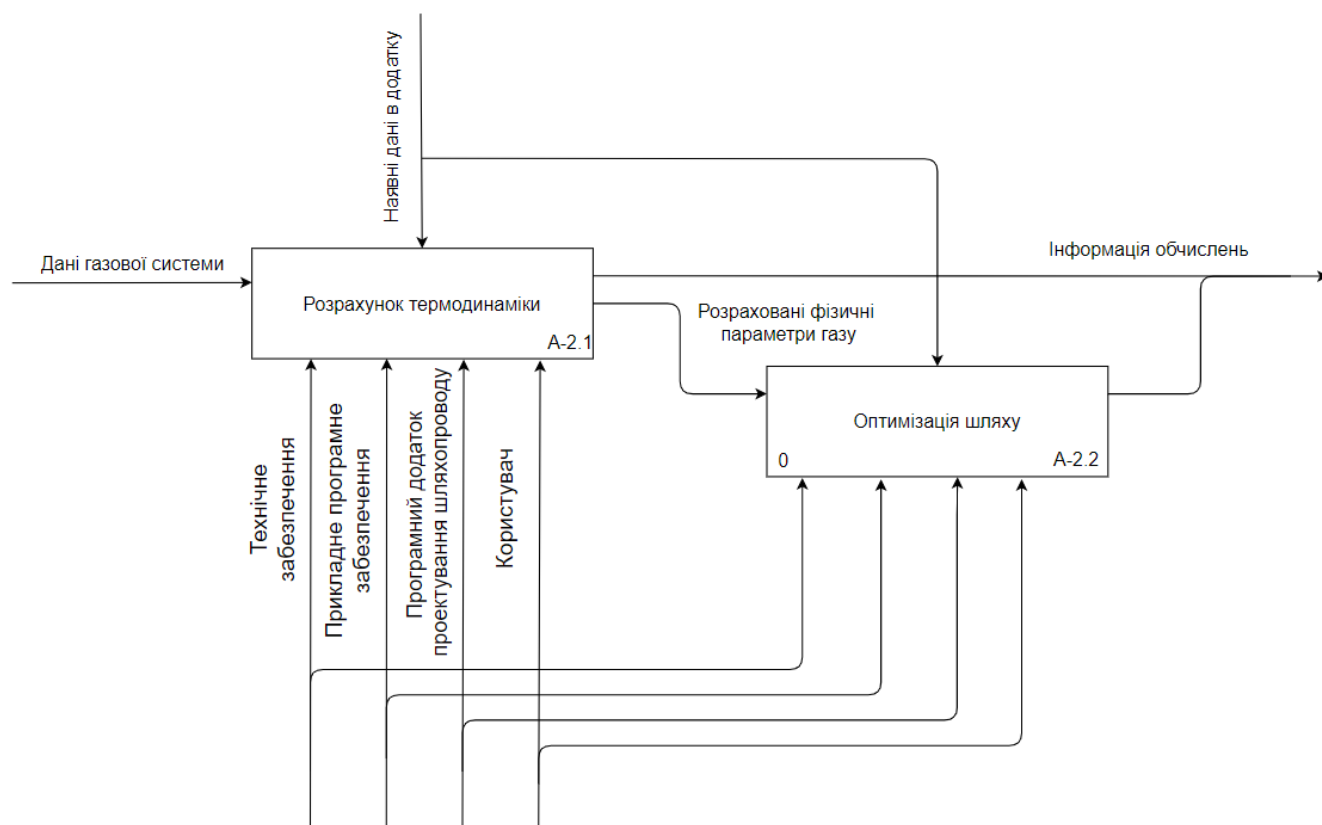 Наявні дані в додатку
Дані газової системи
Розрахунок термодинаміки
А-2.1
Інформація обчислень
Розраховані фізичні
параметри газу
Оптимізація шляху
0
А-2.2
Технічне
забезпечення
Прикладне програмне
забезпечення
Програмний додаток
проектування шляхопроводу
Користувач